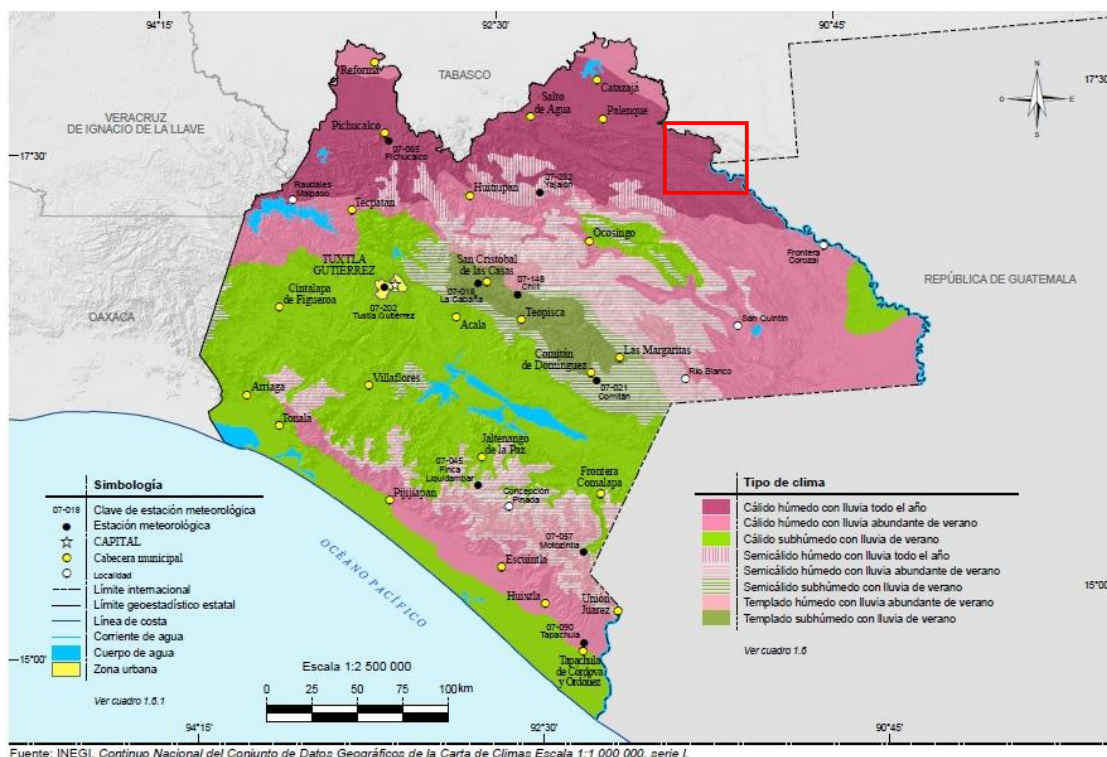 94°15'
92°30'
90°45'
TABASCO
VERACRUZ
DE IGNACIO DE LA LLAVE
17°30'
17°30'
N
O
E
S
Reforma
Catazajá
Salto
de Agua
Palenque
Pichucalco
07-065
Pichucalco
Raudales
Malpaso
Tecpatán
Huitiupan
07-232
Yajalón
Ocosingo
Frontera
Corozal
TUXTLA
GUTIÉRREZ
San Cristobal
de las Casas
07-148
Chilil
07-018
La Cabaña
REPÚBLICA DE GUATEMALA
Cintalapa
de Figueroa
07-202
Tuxtla Gutiérrez
OAXACA
Acala
Teopisca
San Quintín
Las Margaritas
Comitán
de Domínguez
Río Blanco
07-021
Comitán
Villaflores
Arriaga
Tonalá
Jaltenango
de la Paz
07-045
Finca
Liquidámbar
Frontera
Comalapa
Concepción
Pinada
Pijijiapan
07-057
Motozintla
OCÉANO PACÍFICO
Escuintla
Huixtla
Unión
Juárez
07-090
Tapachula
Tapachula
de Córdova
y Ordóñez
15°00'
15°00'
Simbología
07-018 Clave de estación meteorológica
Estación meteorológica
CAPITAL
Cabecera municipal
Localidad
Límite internacional
Límite geoestadístico estatal
Línea de costa
Corriente de agua
Cuerpo de agua
Zona urbana
Ver cuadro 1.6.1
Escala 1:2 500 000
0 25 50 75 100km
Tipo de clima
Cálido húmedo con lluvia todo el año
Cálido húmedo con lluvia abundante de verano
Cálido subhúmedo con lluvia de verano
Semicálido húmedo con lluvia todo el año
Semicálido húmedo con lluvia abundante de verano
Semicálido subhúmedo con lluvia de verano
Templado húmedo con lluvia abundante de verano
Templado subhúmedo con lluvia de verano
Ver cuadro 1.6
94°15'
92°30'
90°45'
Fuente: INEGI. Continuo Nacional del Conjunto de Datos Geográficos de la Carta de Climas Escala 1:1 000 000, serie I.